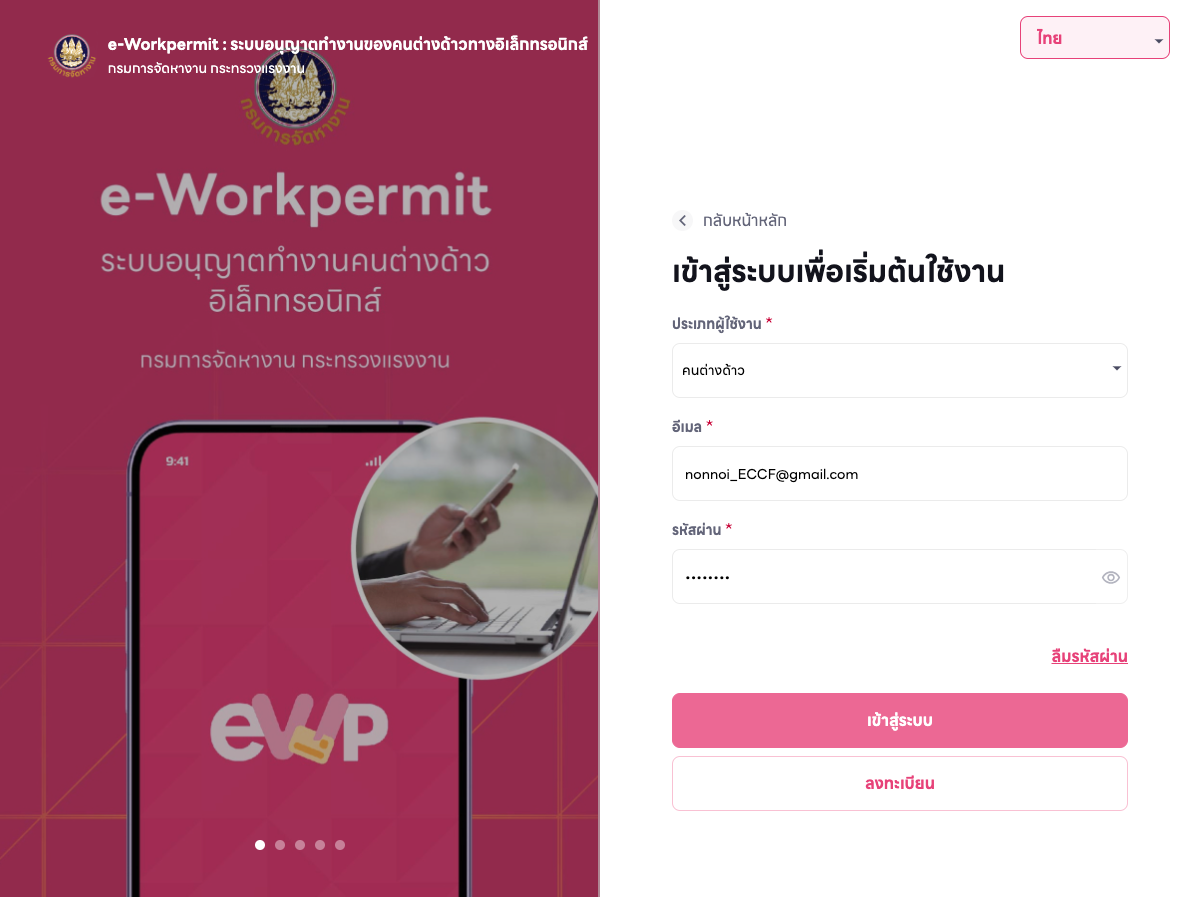 e-Workpermit : ระบบอนุญาตทำงานของคนต่างด้าวทางอิเล็กทรอนิกส์
กรมการจัดหางาน กระทรวงแรงงาน
กรมการจัดหางาน
e-Workpermit
ระบบอนุญาตทำงานคนต่างด้าว
อิเล็กทรอนิกส์
กรมการจัดหางาน กระทรวงแรงงาน
9:41
ewp
ไทย
กลับหน้าหลัก
เข้าสู่ระบบเพื่อเริ่มต้นใช้งาน
ประเภทผู้ใช้งาน *
คนต่างด้าว
อีเมล *
nonnoi_ECCF@gmail.com
รหัสผ่าน *
••••••••
ลืมรหัสผ่าน
เข้าสู่ระบบ
ลงทะเบียน